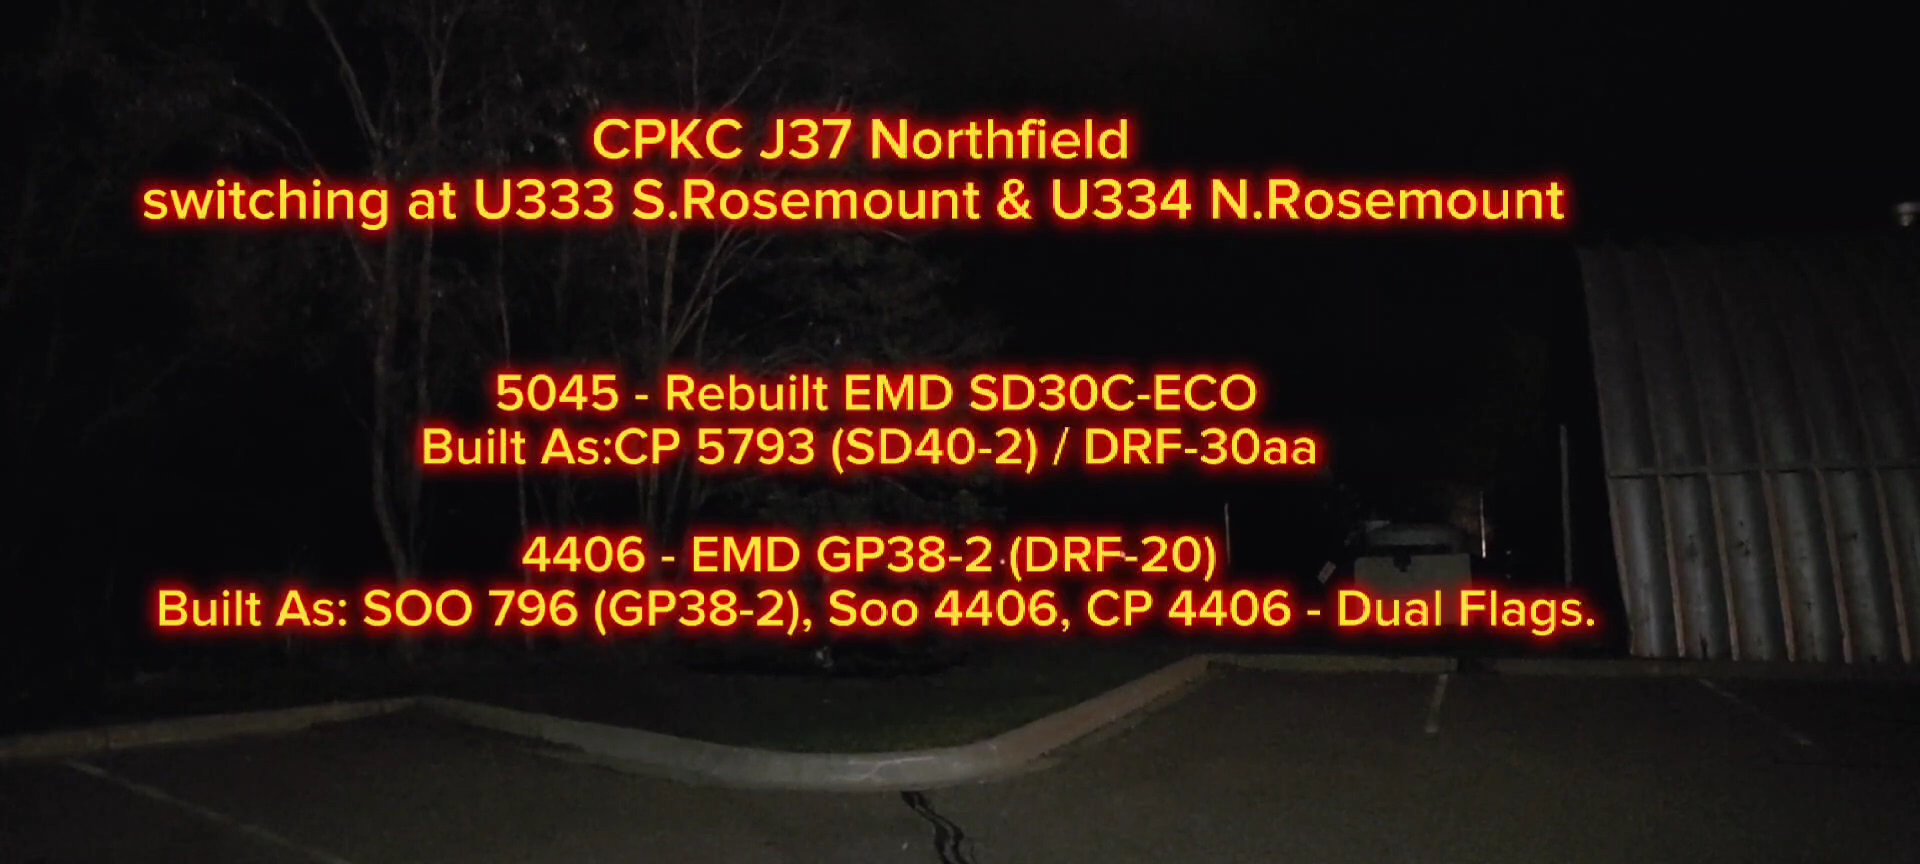 CPKC J37 Northfield
switching at U333 S.Rosemount & U334 N.Rosemount
5045 - Rebuilt EMD SD30C-ECO
Built As:CP 5793 (SD40-2) / DRF-30aa
4406 - EMD GP38-2 (DRF-20)
Built As: SOO 796 (GP38-2), Soo 4406, CP 4406 - Dual Flags.